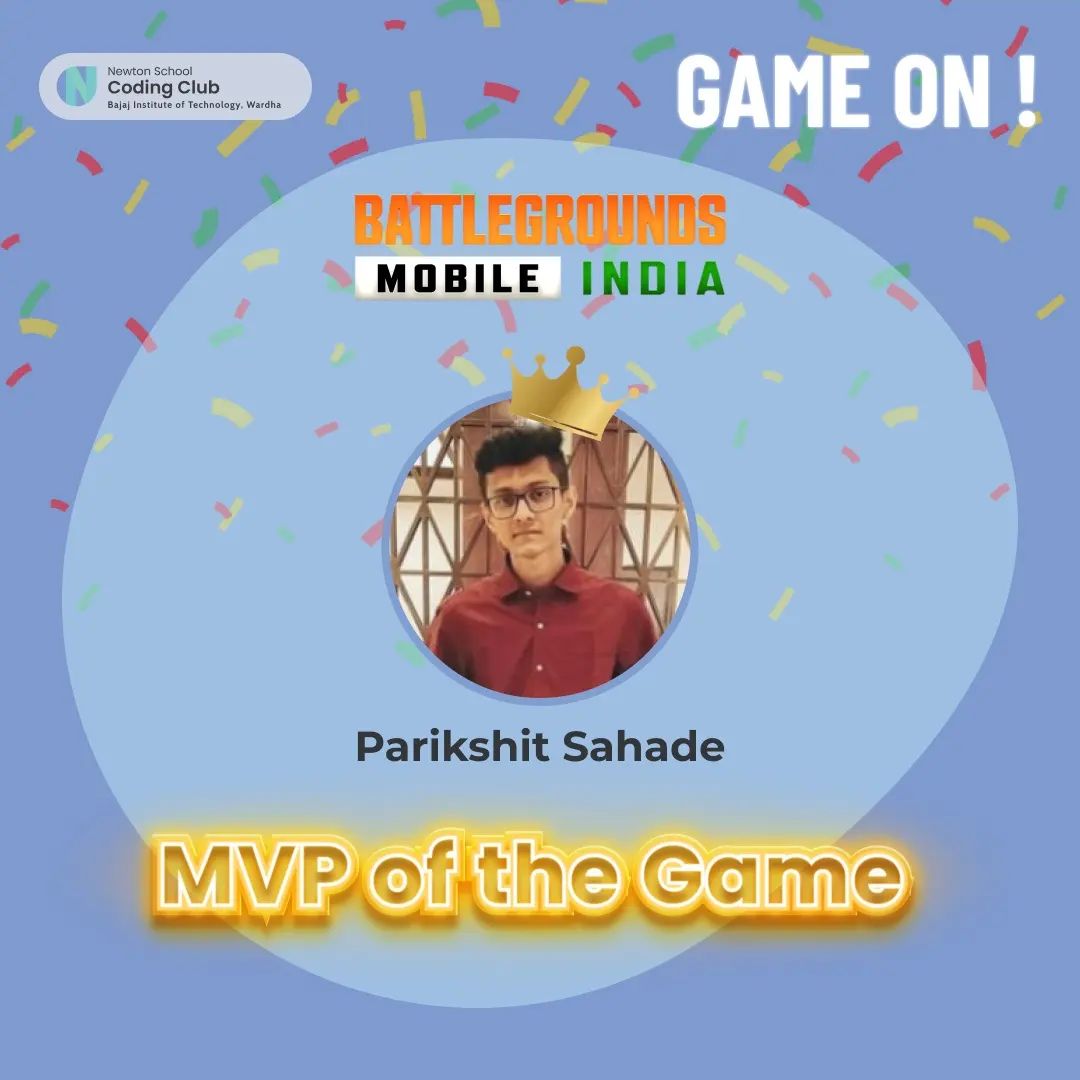 Newton School
Coding Club
Bajaj Institute of Technology, Wardha
GAME ON !
BATTLEGROUNDS
MOBILE INDIA
Parikshit Sahade
MVP of the Game